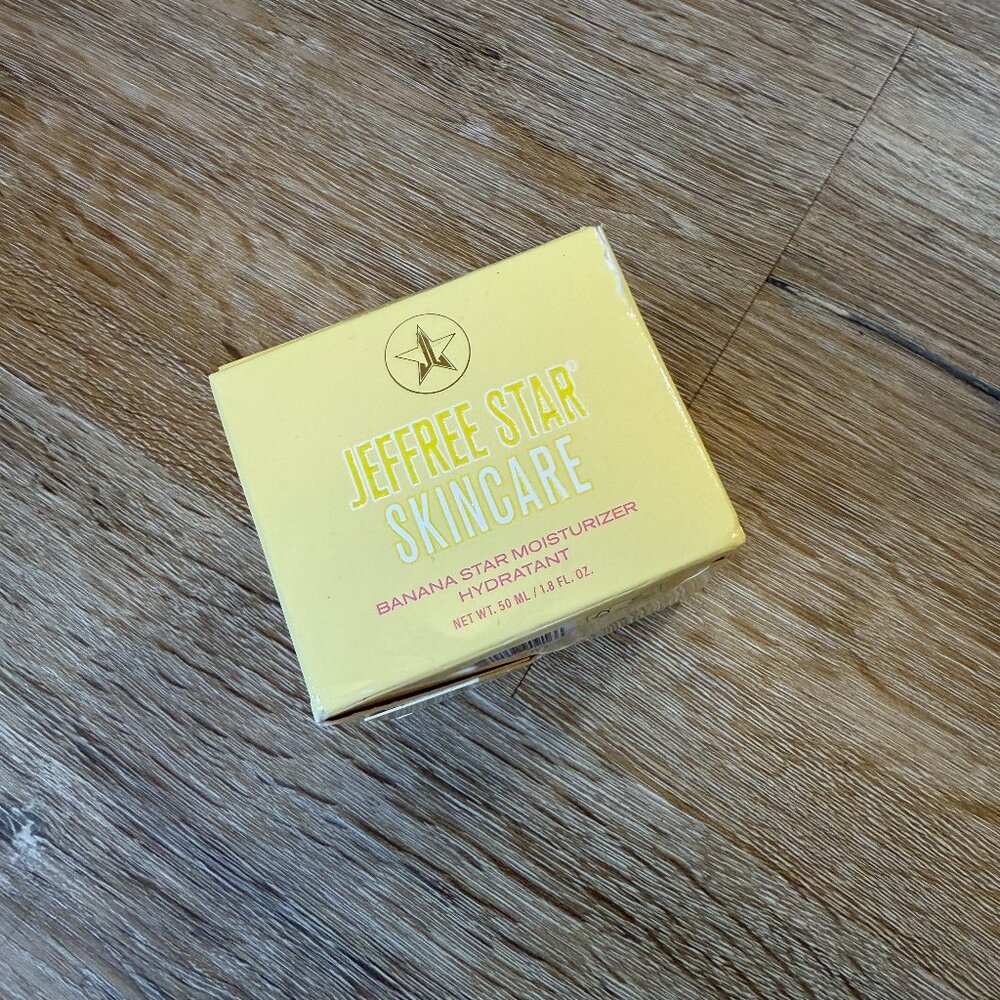 JEFFREE STAR®
SKINCARE
BANANA STAR MOISTURIZER
HYDRATANT
NET WT. 50 ML / 1.8 FL. OZ.